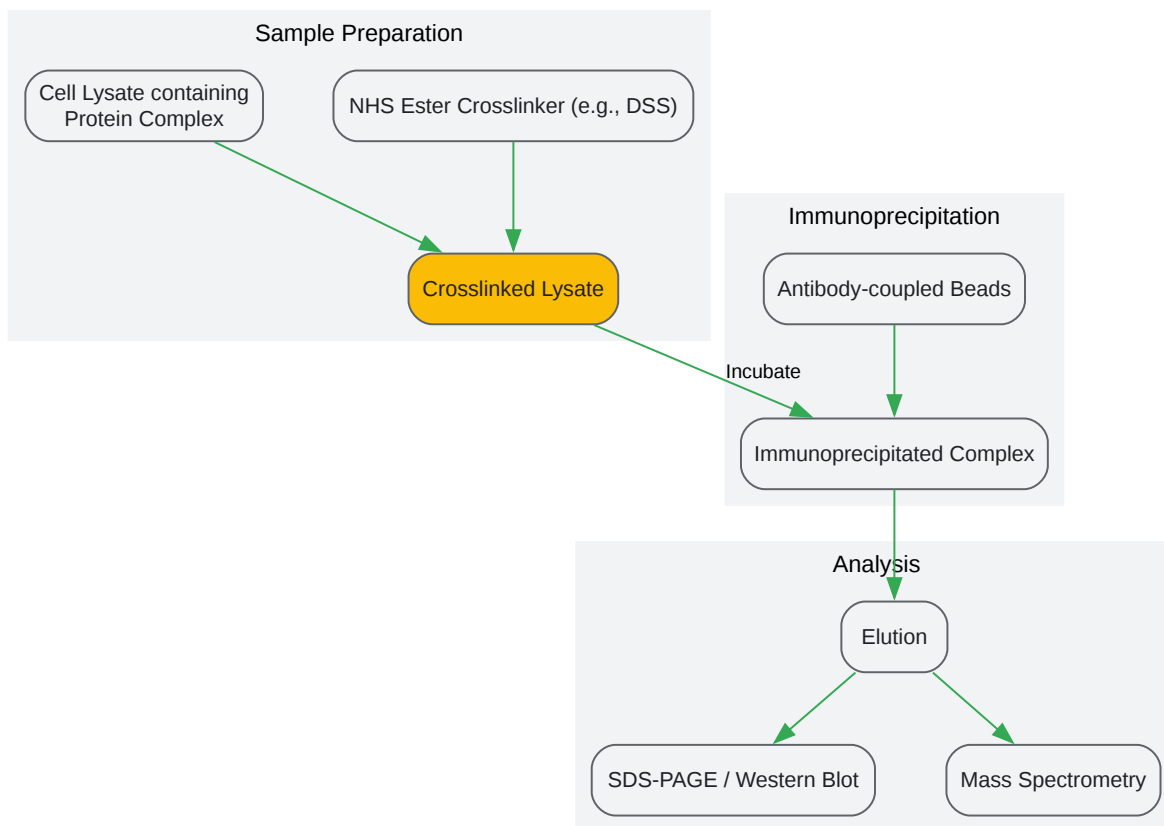 Sample Preparation
Cell Lysate containing
Protein Complex
NHS Ester Crosslinker (e.g., DSS)
Crosslinked Lysate
Immunoprecipitation
Antibody-coupled Beads
Incubate
Immunoprecipitated Complex
Analysis
Elution
SDS-PAGE / Western Blot
Mass Spectrometry